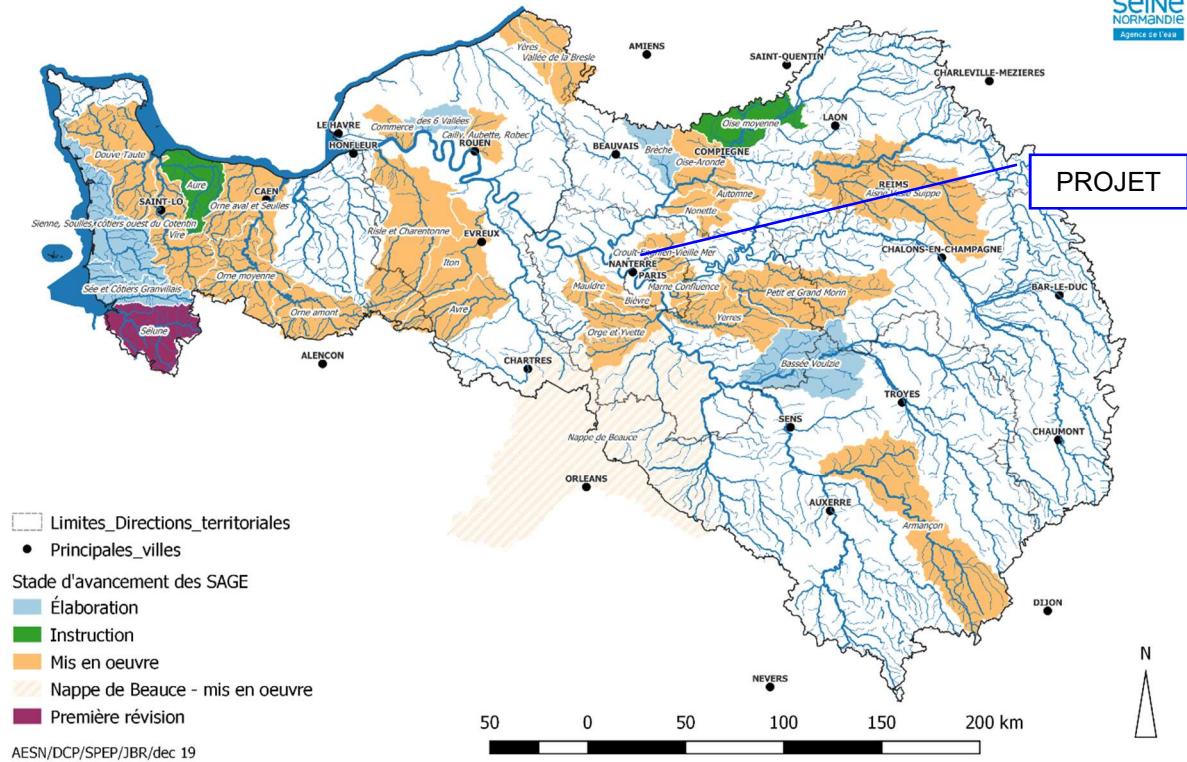 SEINE
NORMANDIE
Agence de l'eau
AMIENS
SAINT-QUENTIN
CHARLEVILLE-MEZIERES
Yères
Vallée de la Bresle
LAON
Oise moyenne
LE HAVRE
HONFLEUR
Commerce
des 6 Vallées
Cailly, Aubette, Robec
ROUEN
BEAUVAIS
Brèche
COMPIEGNE
Oise-Aronde
Douve Taute
Aure
CAEN
SAINT-LO
Orne aval et Seulles
Sienne, Soulles, côtiers ouest du Cotentin
Vire
Automne
Nonette
REIMS
Aisne Vesle Suippe
PROJET
Risle et Charentonne
EVREUX
Iton
NANTERRE
PARIS
CHALONS-EN-CHAMPAGNE
Orne moyenne
Mauldre
Marne Confluence
Bièvre
Petit et Grand Morin
BAR-LE-DUC
Sée et Côtiers Granvillais
Orne amont
Avre
Yerres
Sélune
Orge et Yvette
ALENCON
CHARTRES
Bassée Voulzie
TROYES
SENS
CHAUMONT
Nappe de Beauce
ORLEANS
AUXERRE
Armançon
DIJON
NEVERS
Limites_Directions_territoriales
Principales_villes
Stade d'avancement des SAGE
Élaboration
Instruction
Mis en oeuvre
Nappe de Beauce - mis en oeuvre
Première révision
AESN/DCP/SPEP/JBR/dec 19
50 0 50 100 150 200 km
N